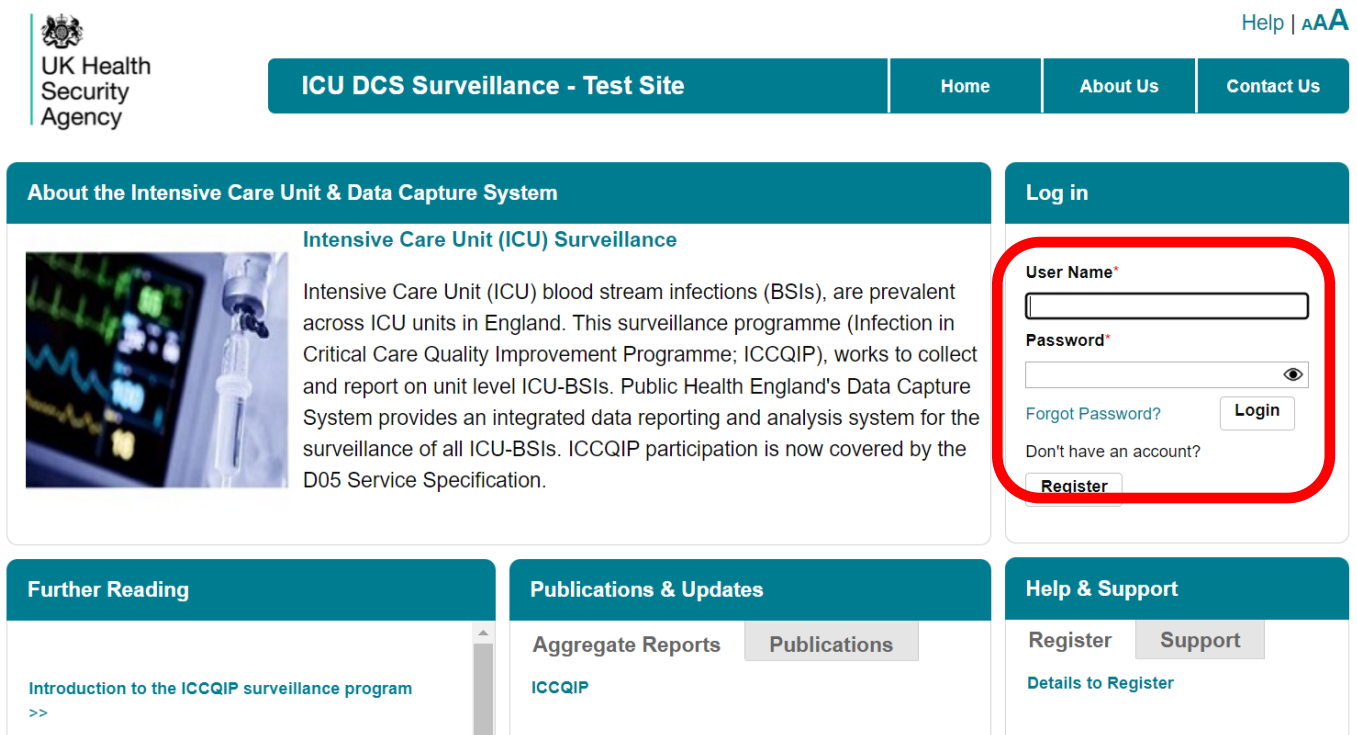 Help | AAA
UK Health
Security
Agency
ICU DCS Surveillance - Test Site
Home
About Us
Contact Us
About the Intensive Care Unit & Data Capture System
Intensive Care Unit (ICU) Surveillance
Intensive Care Unit (ICU) blood stream infections (BSIs), are prevalent
across ICU units in England. This surveillance programme (Infection in
Critical Care Quality Improvement Programme; ICCQIP), works to collect
and report on unit level ICU-BSIs. Public Health England's Data Capture
System provides an integrated data reporting and analysis system for the
surveillance of all ICU-BSIs. ICCQIP participation is now covered by the
D05 Service Specification.
Log in
User Name*
Password*
Forgot Password?
Login
Don't have an account?
Register
Further Reading
Introduction to the ICCQIP surveillance program
>>
Publications & Updates
Aggregate Reports
Publications
ICCQIP
Help & Support
Register
Support
Details to Register